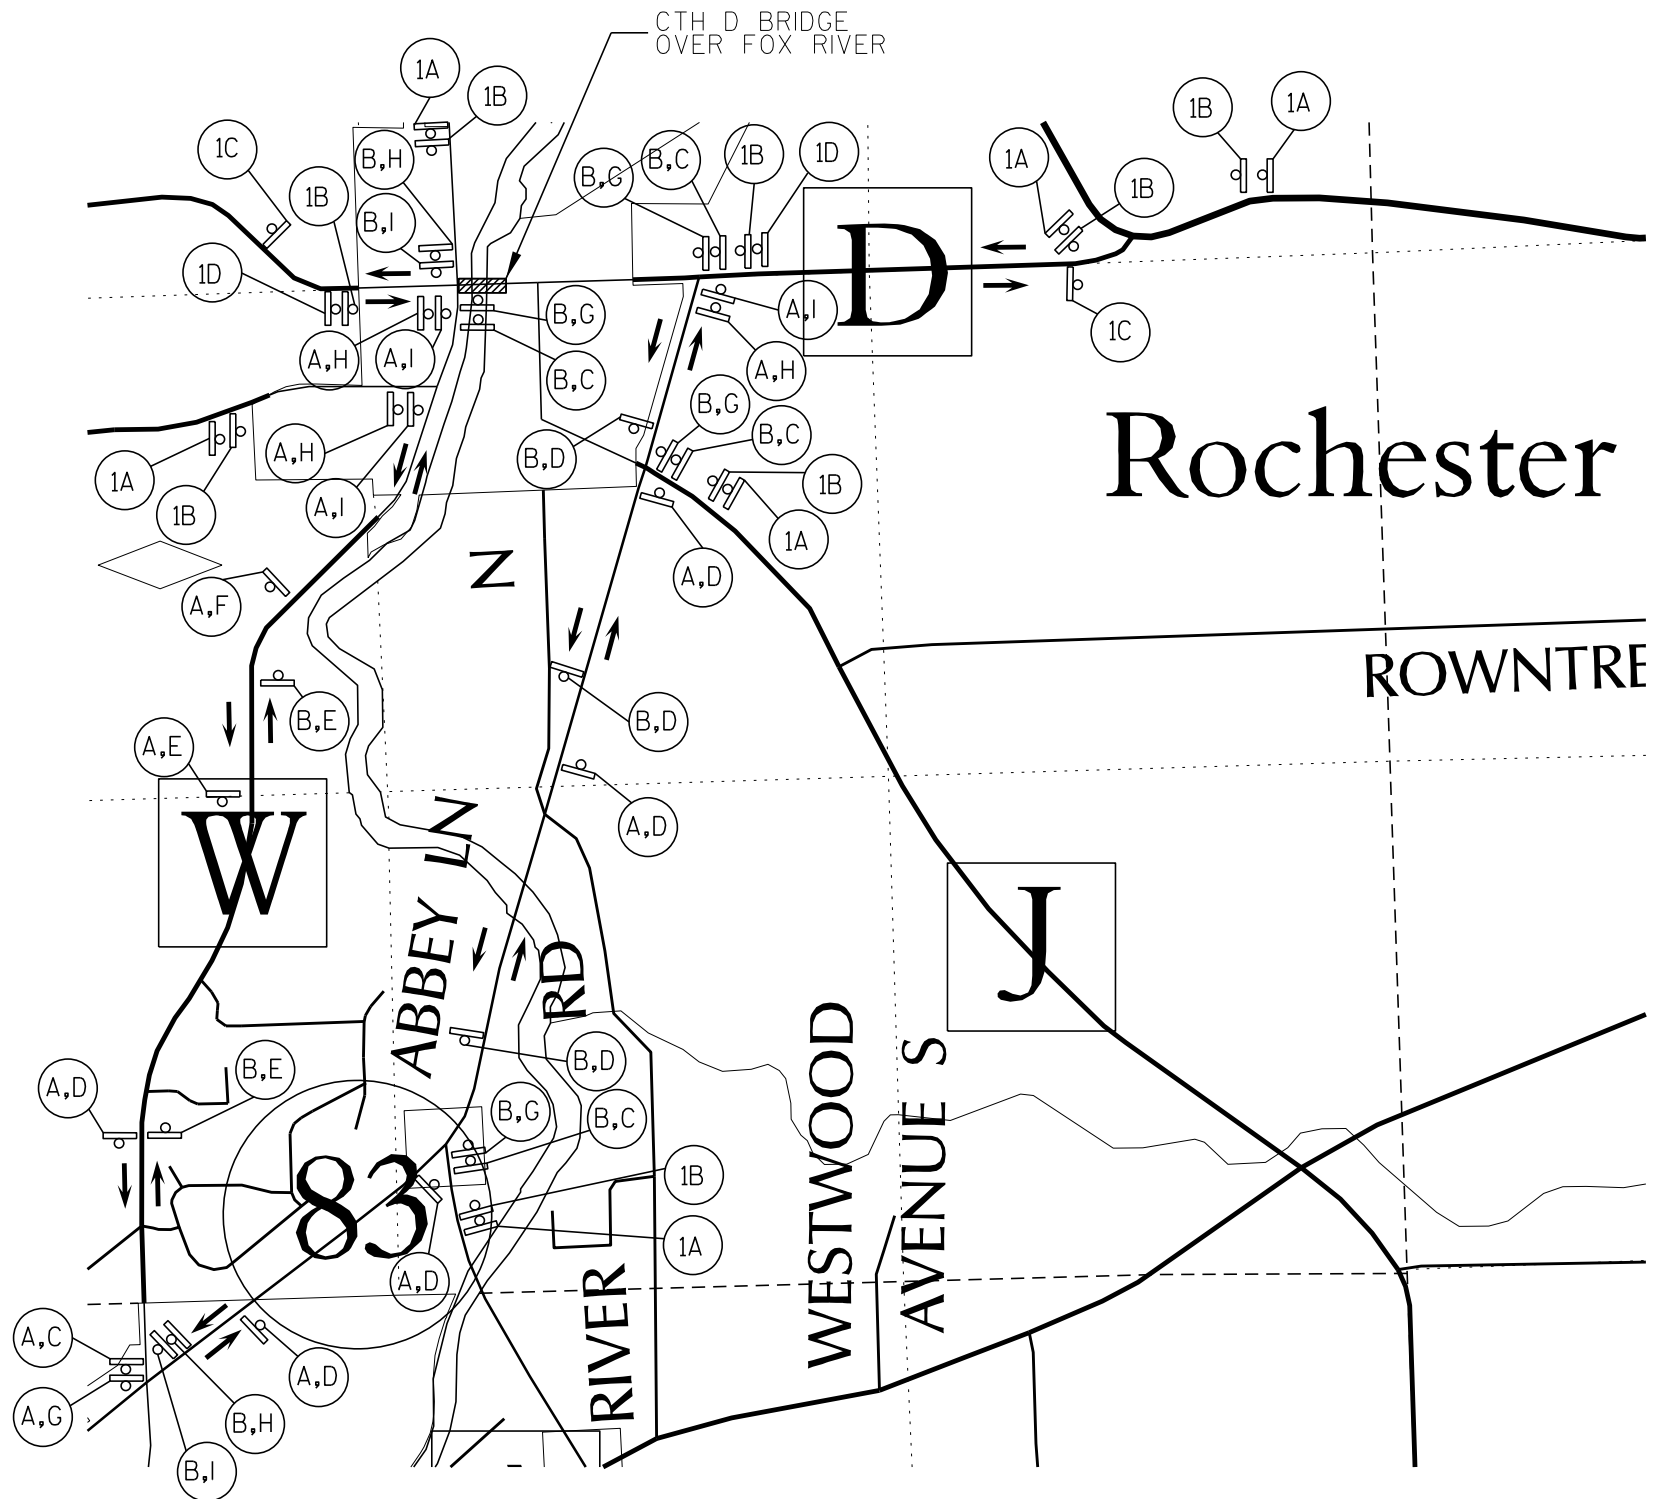 CTH D BRIDGE
OVER FOX RIVER
1A
1B
1B
1A
1C
B,H
B,G
B,C
1B
1D
1A
1B
1B
B,I
1D
D
A,I
B,G
1C
A,H
A,I
B,C
A,H
B,G
B,C
Rochester
A,H
B,D
1A
1B
A,I
1B
1A
N
A,D
A,F
ROWNTRE
B,E
B,D
A,E
A,D
W
J
ABBEY LN
RD
WESTWOOD
AVENUE S
B,D
B,E
A,D
B,G
B,C
83
1B
1A
A,D
RIVER
A,C
A,D
A,G
B,H
B,I